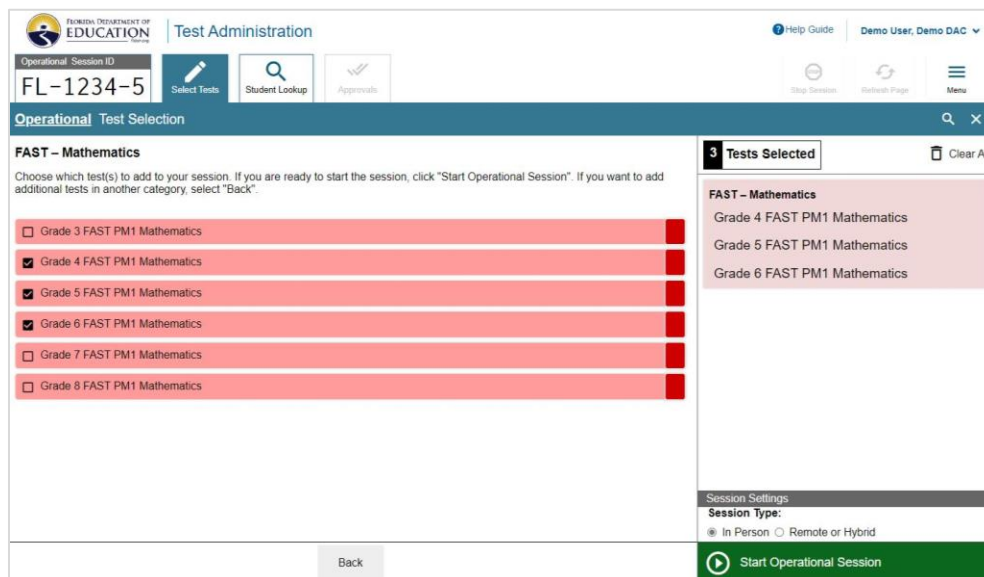 FLORIDA DEPARTMENT OF
EDUCATION
Test Administration
Help Guide
Demo User, Demo DAC
Operational Session ID
FL-1234-5
Select Tests
Student Lookup
Approvals
STOP
Stop Session
Refresh Page
Menu
Operational Test Selection
FAST – Mathematics
Choose which test(s) to add to your session. If you are ready to start the session, click "Start Operational Session". If you want to add
additional tests in another category, select "Back".
Grade 3 FAST PM1 Mathematics
Grade 4 FAST PM1 Mathematics
Grade 5 FAST PM1 Mathematics
Grade 6 FAST PM1 Mathematics
Grade 7 FAST PM1 Mathematics
Grade 8 FAST PM1 Mathematics
Back
3 Tests Selected
Clear A
FAST – Mathematics
Grade 4 FAST PM1 Mathematics
Grade 5 FAST PM1 Mathematics
Grade 6 FAST PM1 Mathematics
Session Settings
Session Type:
In Person Remote or Hybrid
Start Operational Session